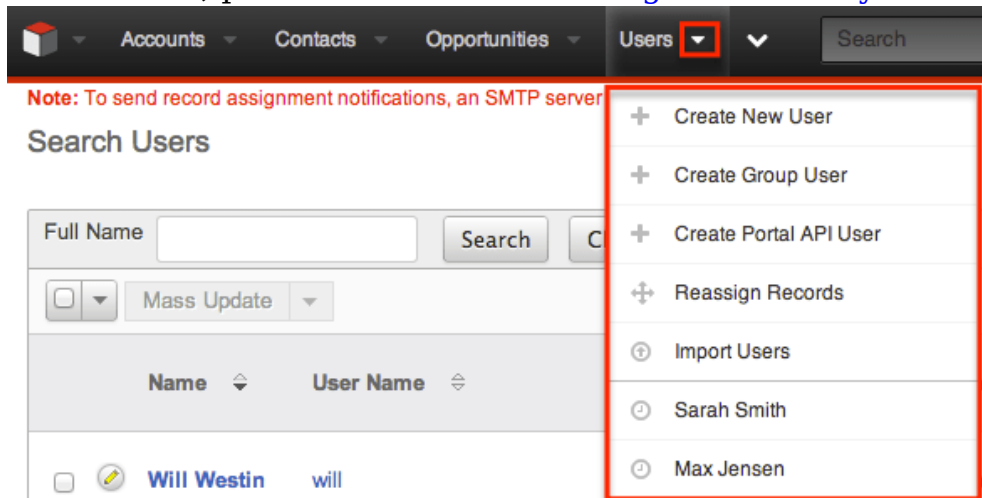 Accounts Contacts Opportunities Users Search
Note: To send record assignment notifications, an SMTP server
Search Users
Full Name Search
Mass Update
Name User Name
Will Westin will
Create New User
Create Group User
Create Portal API User
Reassign Records
Import Users
Sarah Smith
Max Jensen